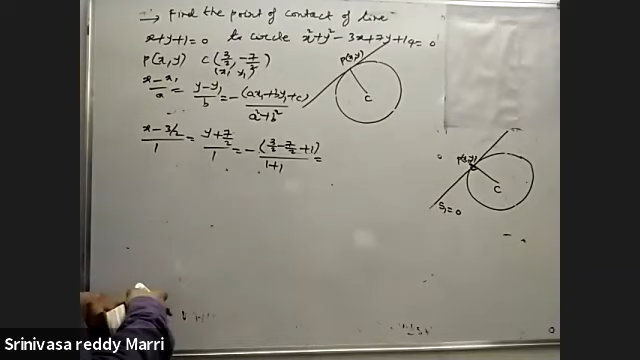 → Find the point of contact of line
x+y+1=0 to circle x²+y²-3x+7y+14=0
P(x,y) C(3/2, -7/2)
(x₁ y₁)
(x-x₁)/a = (y-y₁)/b = -(ax₁+by₁+c)/(a²+b²)
(x-3/2)/1 = (y+7/2)/1 = -(3/2-7/2+1)/(1+1) =
P(x,y)
C
P(x,y)
C
S₁=0
Srinivasa reddy Marri